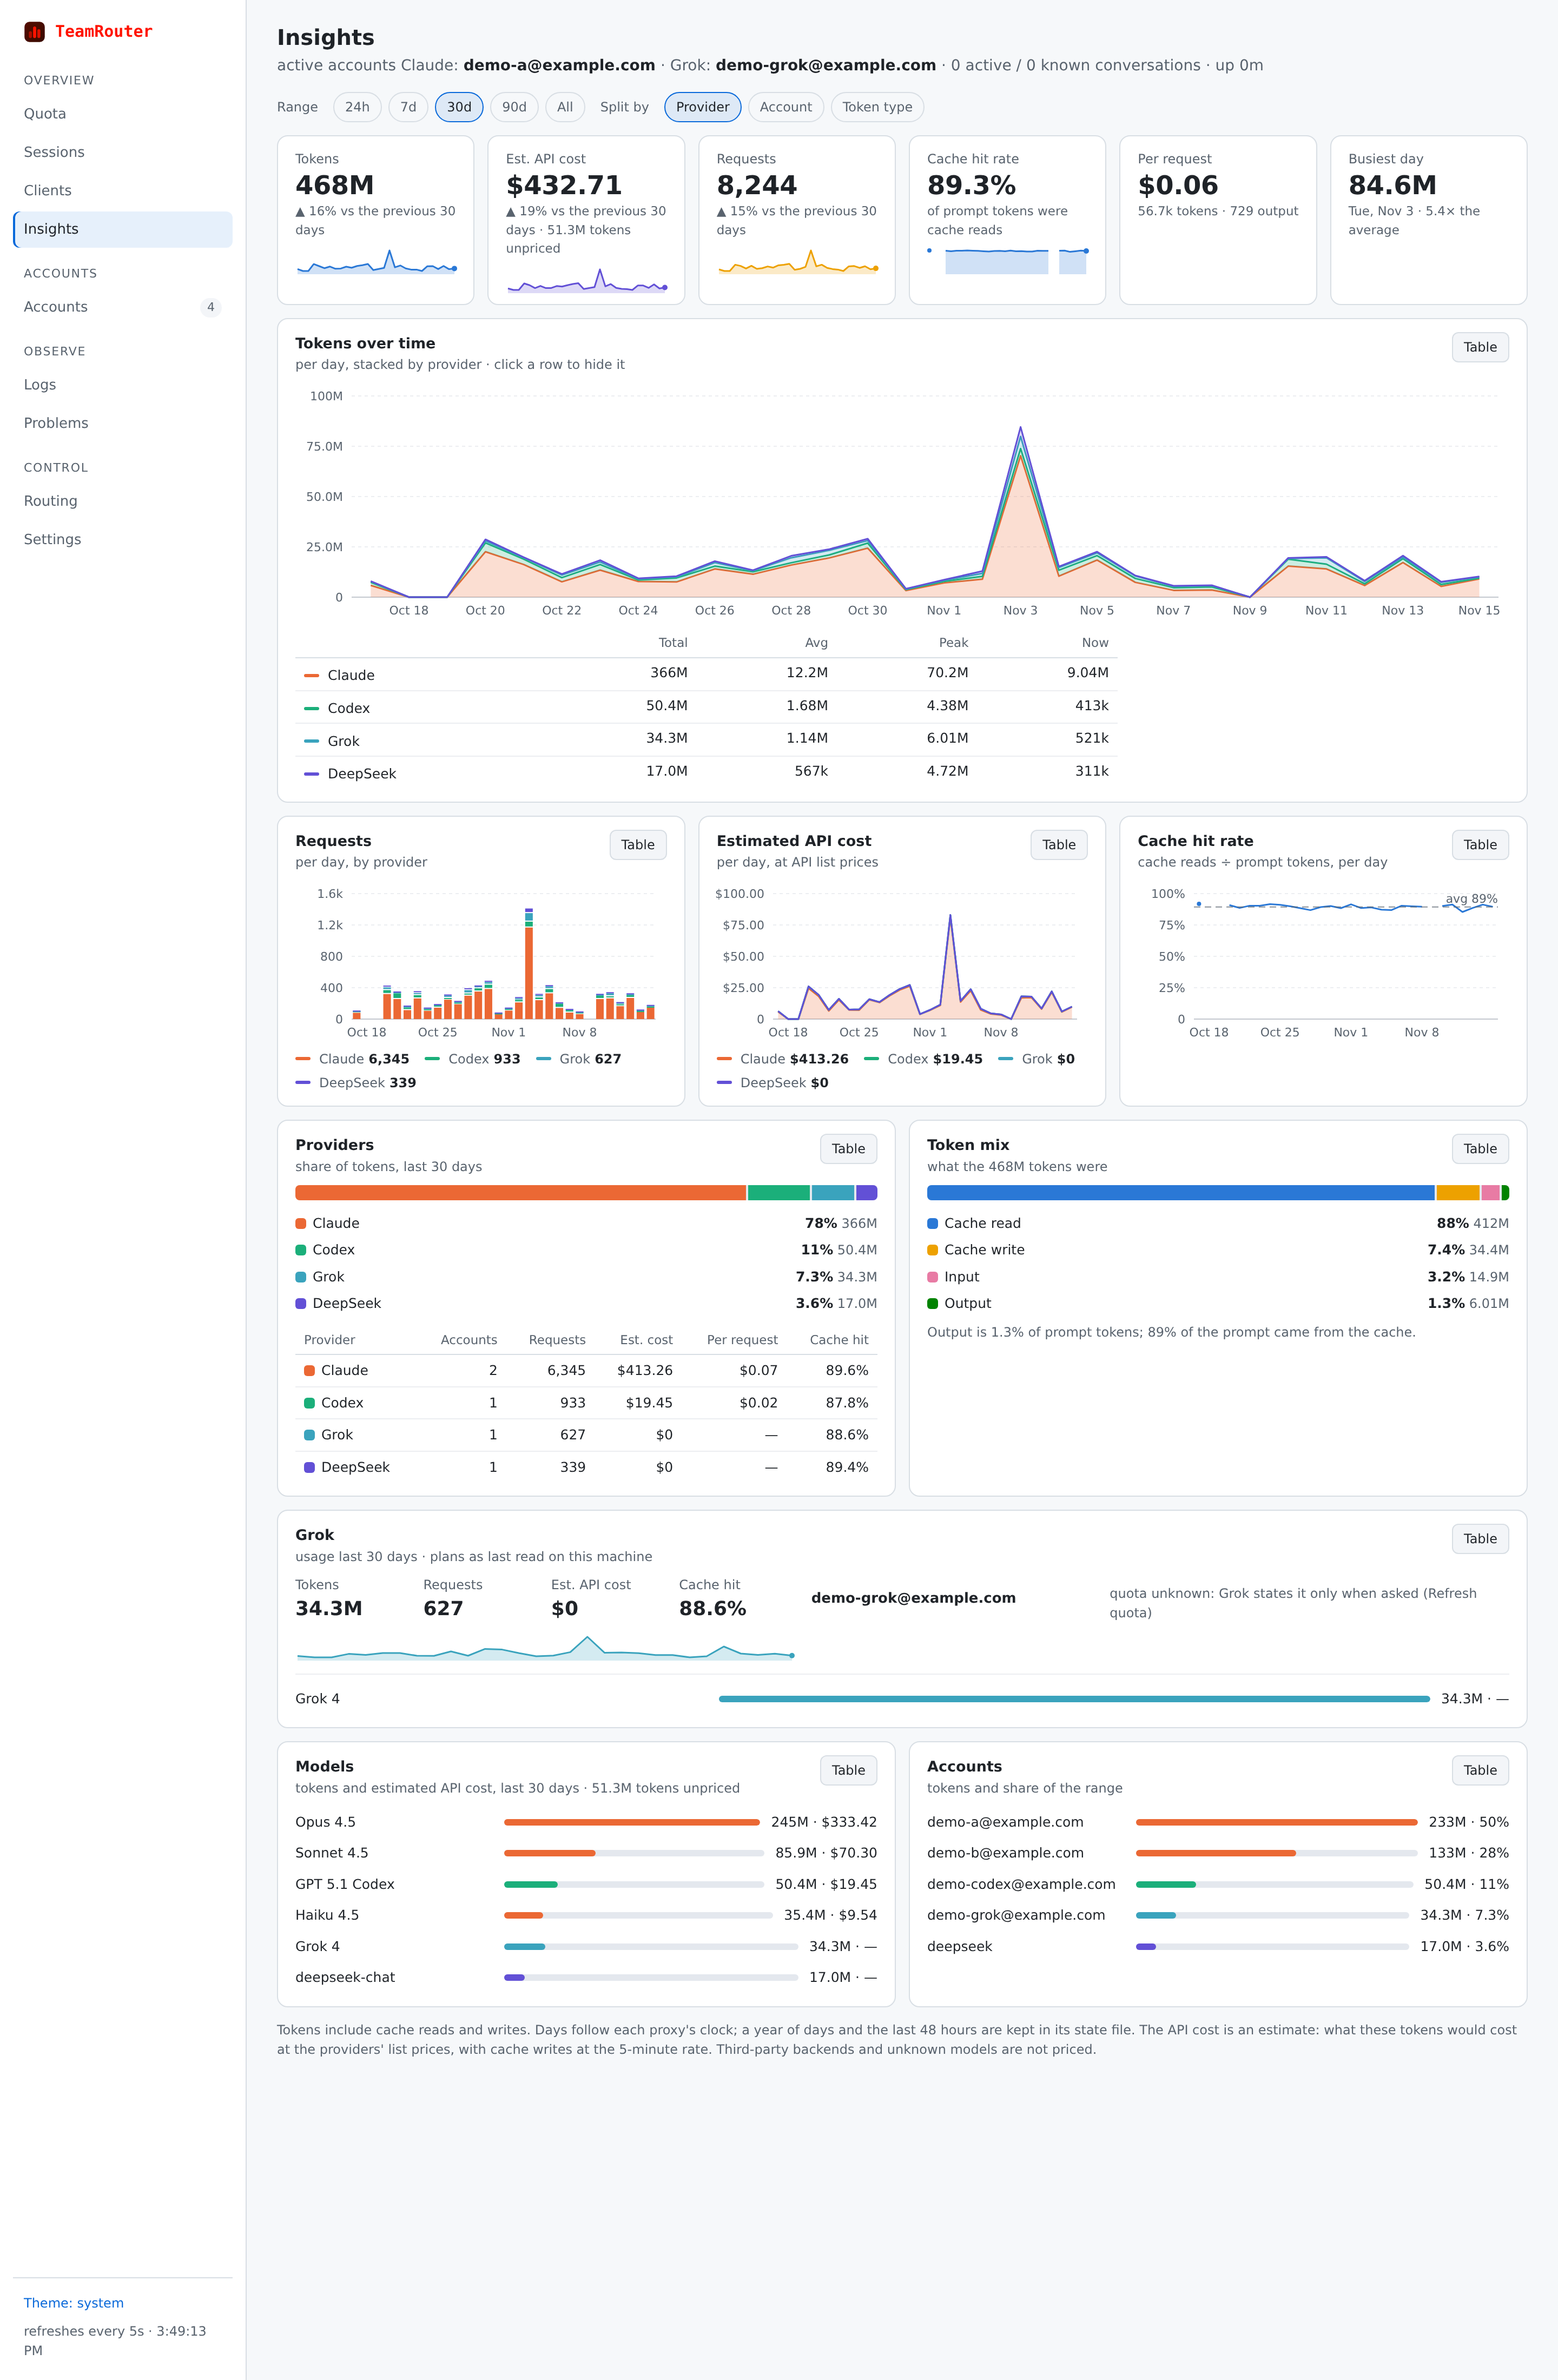 TeamRouter
OVERVIEW
Quota
Sessions
Clients
Insights
ACCOUNTS
Accounts 4
OBSERVE
Logs
Problems
CONTROL
Routing
Settings
Theme: system
refreshes every 5s · 3:49:13
PM
Insights
active accounts Claude: demo-a@example.com · Grok: demo-grok@example.com · 0 active / 0 known conversations · up 0m
Range 24h 7d 30d 90d All Split by Provider Account Token type
Tokens
468M
▲ 16% vs the previous 30
days
Est. API cost
$432.71
▲ 19% vs the previous 30
days · 51.3M tokens
unpriced
Requests
8,244
▲ 15% vs the previous 30
days
Cache hit rate
89.3%
of prompt tokens were
cache reads
Per request
$0.06
56.7k tokens · 729 output
Busiest day
84.6M
Tue, Nov 3 · 5.4× the
average
Tokens over time
Table
per day, stacked by provider · click a row to hide it
100M
75.0M
50.0M
25.0M
0
Oct 18 Oct 20 Oct 22 Oct 24 Oct 26 Oct 28 Oct 30 Nov 1 Nov 3 Nov 5 Nov 7 Nov 9 Nov 11 Nov 13 Nov 15
Total Avg Peak Now
Claude 366M 12.2M 70.2M 9.04M
Codex 50.4M 1.68M 4.38M 413k
Grok 34.3M 1.14M 6.01M 521k
DeepSeek 17.0M 567k 4.72M 311k
Requests
Table
per day, by provider
1.6k
1.2k
800
400
0
Oct 18 Oct 25 Nov 1 Nov 8
Claude 6,345 Codex 933 Grok 627
DeepSeek 339
Estimated API cost
Table
per day, at API list prices
$100.00
$75.00
$50.00
$25.00
0
Oct 18 Oct 25 Nov 1 Nov 8
Claude $413.26 Codex $19.45 Grok $0
DeepSeek $0
Cache hit rate
Table
cache reads ÷ prompt tokens, per day
100%
avg 89%
75%
50%
25%
0
Oct 18 Oct 25 Nov 1 Nov 8
Providers
Table
share of tokens, last 30 days
Claude 78% 366M
Codex 11% 50.4M
Grok 7.3% 34.3M
DeepSeek 3.6% 17.0M
Provider Accounts Requests Est. cost Per request Cache hit
Claude 2 6,345 $413.26 $0.07 89.6%
Codex 1 933 $19.45 $0.02 87.8%
Grok 1 627 $0 — 88.6%
DeepSeek 1 339 $0 — 89.4%
Token mix
Table
what the 468M tokens were
Cache read 88% 412M
Cache write 7.4% 34.4M
Input 3.2% 14.9M
Output 1.3% 6.01M
Output is 1.3% of prompt tokens; 89% of the prompt came from the cache.
Grok
Table
usage last 30 days · plans as last read on this machine
Tokens Requests Est. API cost Cache hit
34.3M 627 $0 88.6%
demo-grok@example.com
quota unknown: Grok states it only when asked (Refresh
quota)
Grok 4 34.3M · —
Models
Table
tokens and estimated API cost, last 30 days · 51.3M tokens unpriced
Opus 4.5 245M · $333.42
Sonnet 4.5 85.9M · $70.30
GPT 5.1 Codex 50.4M · $19.45
Haiku 4.5 35.4M · $9.54
Grok 4 34.3M · —
deepseek-chat 17.0M · —
Accounts
Table
tokens and share of the range
demo-a@example.com 233M · 50%
demo-b@example.com 133M · 28%
demo-codex@example.com 50.4M · 11%
demo-grok@example.com 34.3M · 7.3%
deepseek 17.0M · 3.6%
Tokens include cache reads and writes. Days follow each proxy's clock; a year of days and the last 48 hours are kept in its state file. The API cost is an estimate: what these tokens would cost
at the providers' list prices, with cache writes at the 5-minute rate. Third-party backends and unknown models are not priced.